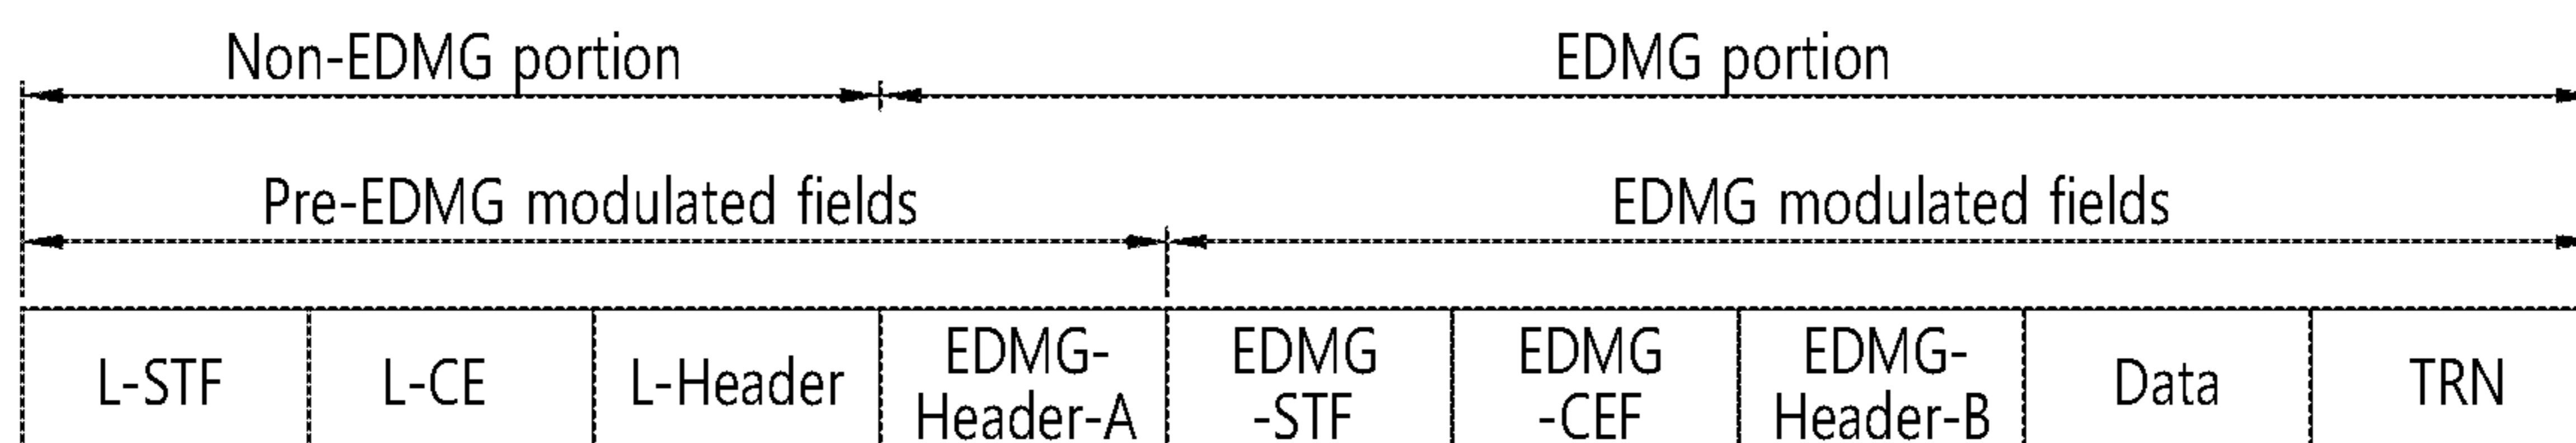 Non-EDMG portion EDMG portion
Pre-EDMG modulated fields EDMG modulated fields
L-STF L-CE L-Header EDMG- EDMG EDMG EDMG- Data TRN
Header-A -STF -CEF Header-B